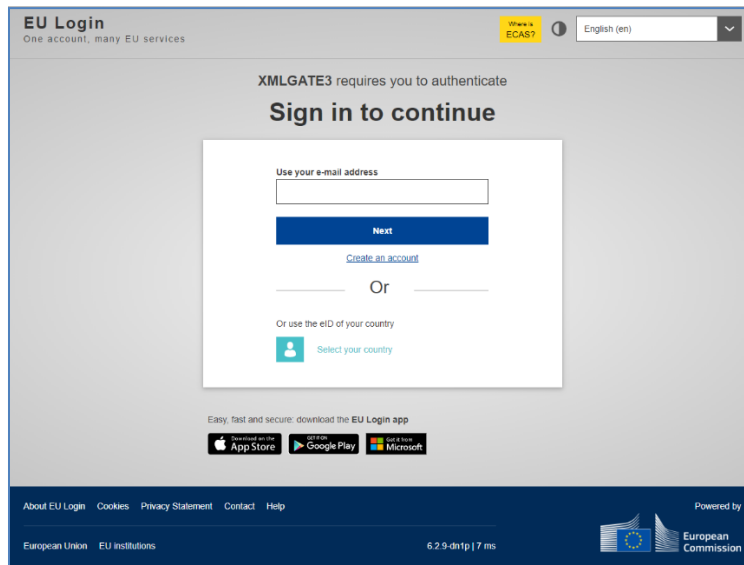 EU Login
One account, many EU services
Where is
ECAS?
English (en)
XMLGATE3 requires you to authenticate
Sign in to continue
Use your e-mail address
Next
Create an account
Or
Or use the eID of your country
Select your country
Easy, fast and secure: download the EU Login app
Download on the
App Store
GET IT ON
Google Play
Get it from
Microsoft
About EU Login Cookies Privacy Statement Contact Help
Powered by
European Union EU institutions
6.2.9-dn1p | 7 ms
European
Commission